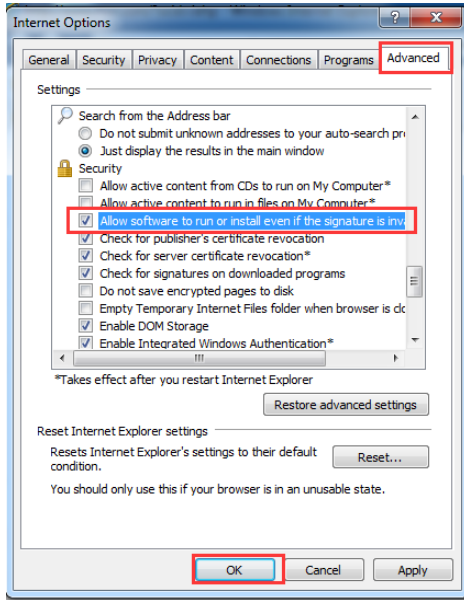 Internet Options
General Security Privacy Content Connections Programs Advanced
Settings
Search from the Address bar
Do not submit unknown addresses to your auto-search pr
Just display the results in the main window
Security
Allow active content from CDs to run on My Computer*
Allow active content to run in files on My Computer*
Allow software to run or install even if the signature is inva
Check for publisher's certificate revocation
Check for server certificate revocation*
Check for signatures on downloaded programs
Do not save encrypted pages to disk
Empty Temporary Internet Files folder when browser is clo
Enable DOM Storage
Enable Integrated Windows Authentication*
*Takes effect after you restart Internet Explorer
Restore advanced settings
Reset Internet Explorer settings
Resets Internet Explorer's settings to their default
condition.
Reset...
You should only use this if your browser is in an unusable state.
OK Cancel Apply